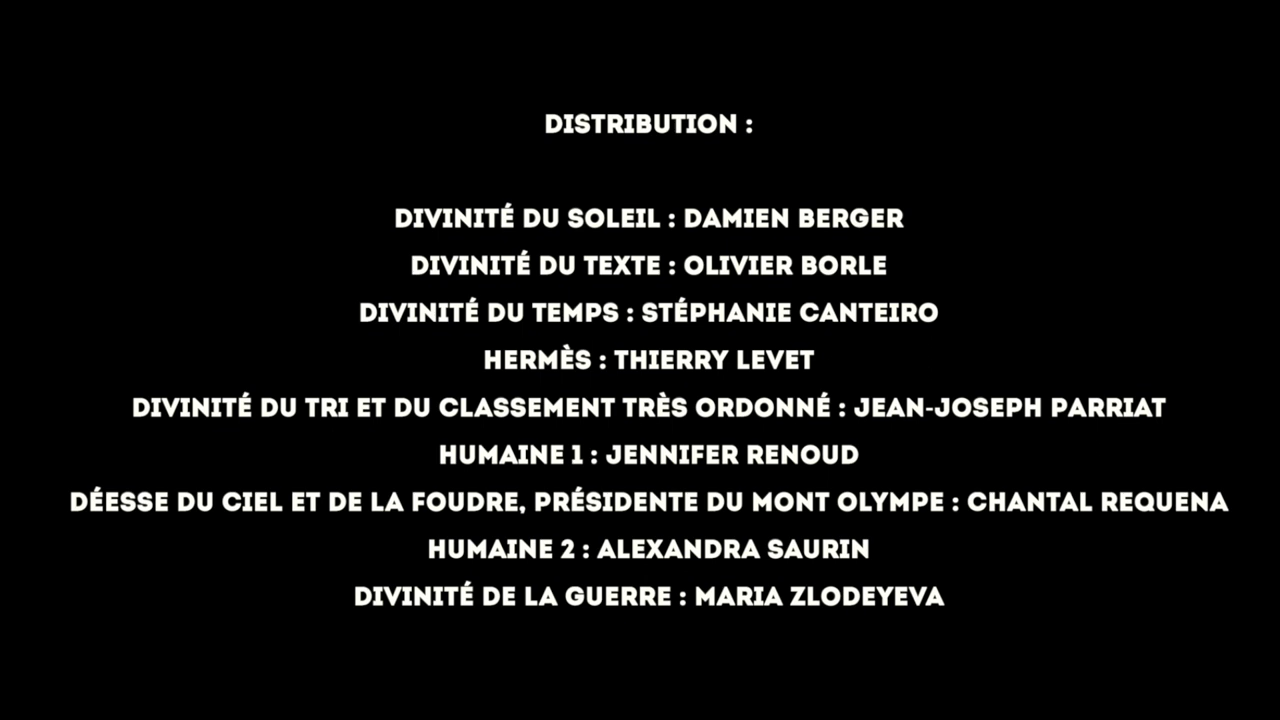 DISTRIBUTION :
DIVINITÉ DU SOLEIL : DAMIEN BERGER
DIVINITÉ DU TEXTE : OLIVIER BORLE
DIVINITÉ DU TEMPS : STÉPHANIE CANTEIRO
HERMÈS : THIERRY LEVET
DIVINITÉ DU TRI ET DU CLASSEMENT TRÈS ORDONNÉ : JEAN-JOSEPH PARRIAT
HUMAINE 1 : JENNIFER RENOUD
DÉESSE DU CIEL ET DE LA FOUDRE, PRÉSIDENTE DU MONT OLYMPE : CHANTAL REQUENA
HUMAINE 2 : ALEXANDRA SAURIN
DIVINITÉ DE LA GUERRE : MARIA ZLODEYEVA